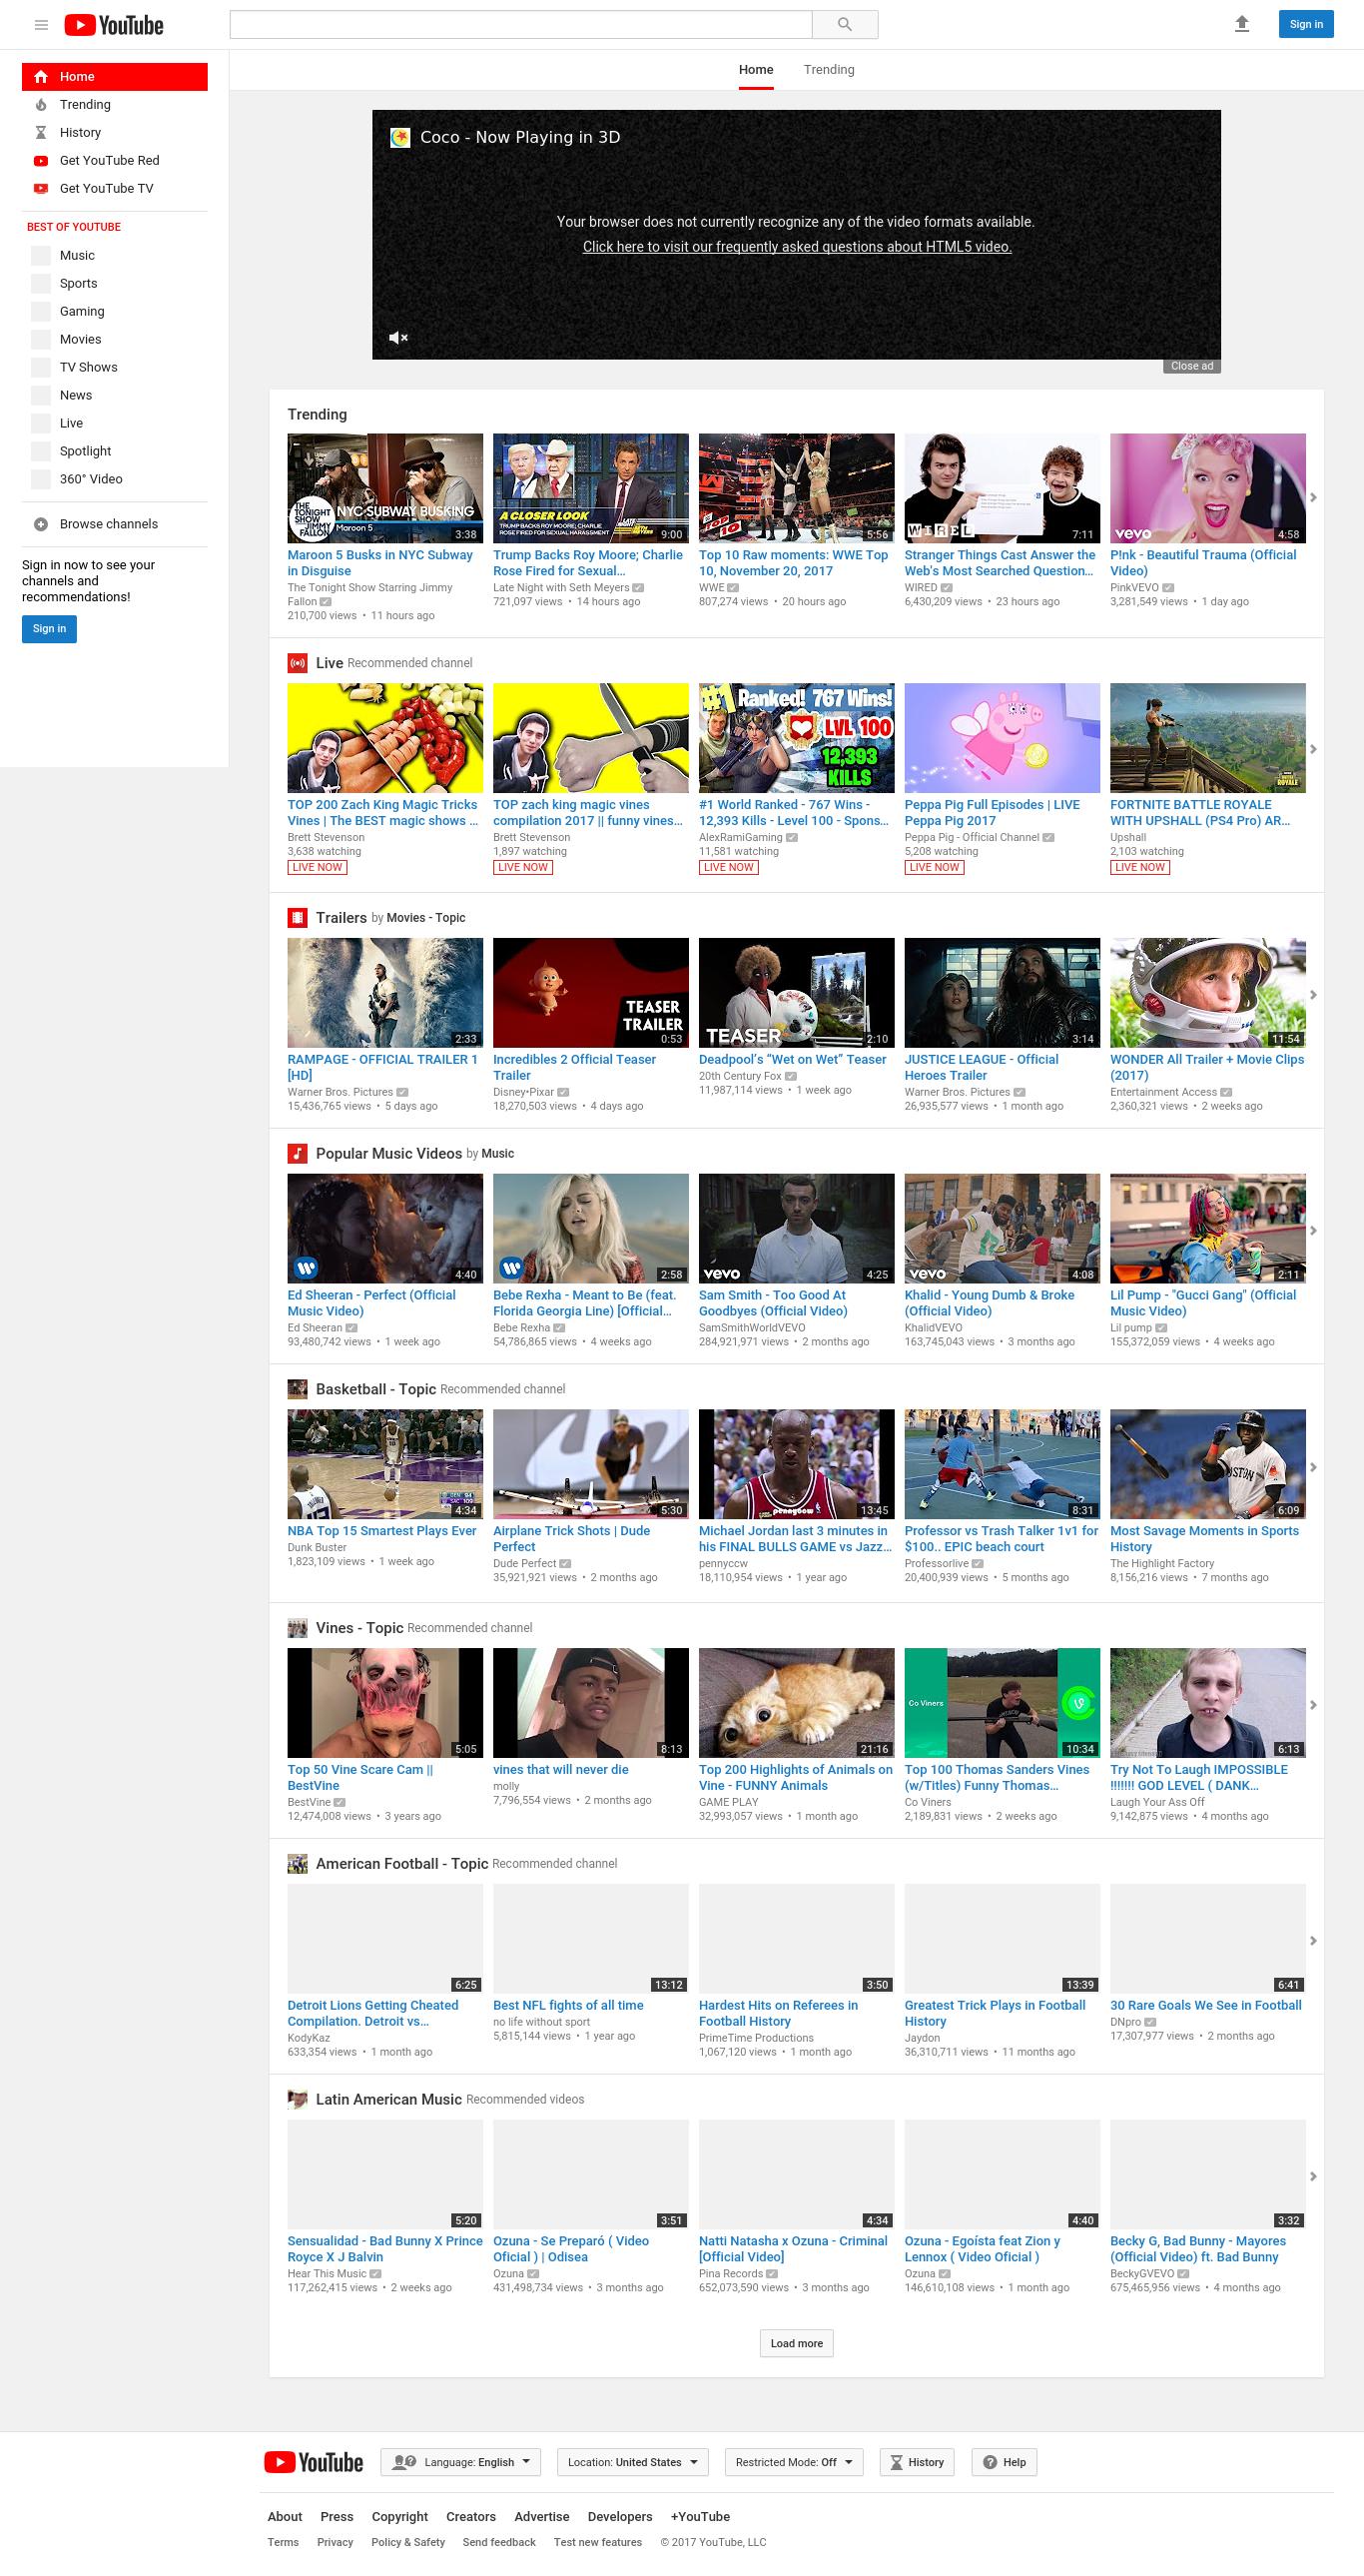 YouTube
Sign in
Home
Trending
History
Get YouTube Red
Get YouTube TV
BEST OF YOUTUBE
Music
Sports
Gaming
Movies
TV Shows
News
Live
Spotlight
360° Video
Browse channels
Sign in now to see your
channels and
recommendations!
Sign in
Home Trending
Coco - Now Playing in 3D
Your browser does not currently recognize any of the video formats available.
Click here to visit our frequently asked questions about HTML5 video.
Close ad
Trending
THE TONIGHT SHOW JIMMY FALLON
NYC SUBWAY BUSKING
Maroon 5
3:38
Maroon 5 Busks in NYC Subway
in Disguise
The Tonight Show Starring Jimmy
Fallon
210,700 views • 11 hours ago
A CLOSER LOOK
TRUMP BACKS ROY MOORE; CHARLIE
ROSE FIRED FOR SEXUAL HARASSMENT
9:00
Trump Backs Roy Moore; Charlie
Rose Fired for Sexual...
Late Night with Seth Meyers
721,097 views • 14 hours ago
TOP 10
5:56
Top 10 Raw moments: WWE Top
10, November 20, 2017
WWE
807,274 views • 20 hours ago
WIRED
7:11
Stranger Things Cast Answer the
Web's Most Searched Question...
WIRED
6,430,209 views • 23 hours ago
vevo
4:58
P!nk - Beautiful Trauma (Official
Video)
PinkVEVO
3,281,549 views • 1 day ago
Live Recommended channel
TOP 200 Zach King Magic Tricks
Vines | The BEST magic shows ...
Brett Stevenson
3,638 watching
LIVE NOW
TOP zach king magic vines
compilation 2017 || funny vines...
Brett Stevenson
1,897 watching
LIVE NOW
#1 Ranked! 767 Wins!
LVL 100
12,393
KILLS
#1 World Ranked - 767 Wins -
12,393 Kills - Level 100 - Spons...
AlexRamiGaming
11,581 watching
LIVE NOW
Peppa Pig Full Episodes | LIVE
Peppa Pig 2017
Peppa Pig - Official Channel
5,208 watching
LIVE NOW
ROYALE
FORTNITE BATTLE ROYALE
WITH UPSHALL (PS4 Pro) AR...
Upshall
2,103 watching
LIVE NOW
Trailers by Movies - Topic
2:33
RAMPAGE - OFFICIAL TRAILER 1
[HD]
Warner Bros. Pictures
15,436,765 views • 5 days ago
TEASER
TRAILER
0:53
Incredibles 2 Official Teaser
Trailer
Disney•Pixar
18,270,503 views • 4 days ago
TEASER
2:10
Deadpool’s “Wet on Wet” Teaser
20th Century Fox
11,987,114 views • 1 week ago
3:14
JUSTICE LEAGUE - Official
Heroes Trailer
Warner Bros. Pictures
26,935,577 views • 1 month ago
11:54
WONDER All Trailer + Movie Clips
(2017)
Entertainment Access
2,360,321 views • 2 weeks ago
Popular Music Videos by Music
4:40
Ed Sheeran - Perfect (Official
Music Video)
Ed Sheeran
93,480,742 views • 1 week ago
2:58
Bebe Rexha - Meant to Be (feat.
Florida Georgia Line) [Official...
Bebe Rexha
54,786,865 views • 4 weeks ago
vevo
4:25
Sam Smith - Too Good At
Goodbyes (Official Video)
SamSmithWorldVEVO
284,921,971 views • 2 months ago
vevo
4:08
Khalid - Young Dumb & Broke
(Official Video)
KhalidVEVO
163,745,043 views • 3 months ago
2:11
Lil Pump - "Gucci Gang" (Official
Music Video)
Lil pump
155,372,059 views • 4 weeks ago
Basketball - Topic Recommended channel
4:34
NBA Top 15 Smartest Plays Ever
Dunk Buster
1,823,109 views • 1 week ago
5:30
Airplane Trick Shots | Dude
Perfect
Dude Perfect
35,921,921 views • 2 months ago
pennyccw
13:45
Michael Jordan last 3 minutes in
his FINAL BULLS GAME vs Jazz...
pennyccw
18,110,954 views • 1 year ago
8:31
Professor vs Trash Talker 1v1 for
$100.. EPIC beach court
Professorlive
20,400,939 views • 5 months ago
6:09
Most Savage Moments in Sports
History
The Highlight Factory
8,156,216 views • 7 months ago
Vines - Topic Recommended channel
5:05
Top 50 Vine Scare Cam ||
BestVine
BestVine
12,474,008 views • 3 years ago
8:13
vines that will never die
molly
7,796,554 views • 2 months ago
21:16
Top 200 Highlights of Animals on
Vine - FUNNY Animals
GAME PLAY
32,993,057 views • 1 month ago
Co Viners
10:34
Top 100 Thomas Sanders Vines
(w/Titles) Funny Thomas...
Co Viners
2,189,831 views • 2 weeks ago
6:13
Try Not To Laugh IMPOSSIBLE
!!!!!!! GOD LEVEL ( DANK...
Laugh Your Ass Off
9,142,875 views • 4 months ago
American Football - Topic Recommended channel
6:25
Detroit Lions Getting Cheated
Compilation. Detroit vs...
KodyKaz
633,354 views • 1 month ago
13:12
Best NFL fights of all time
no life without sport
5,815,144 views • 1 year ago
3:50
Hardest Hits on Referees in
Football History
PrimeTime Productions
1,067,120 views • 1 month ago
13:39
Greatest Trick Plays in Football
History
Jaydon
36,310,711 views • 11 months ago
6:41
30 Rare Goals We See in Football
DNpro
17,307,977 views • 2 months ago
Latin American Music Recommended videos
5:20
Sensualidad - Bad Bunny X Prince
Royce X J Balvin
Hear This Music
117,262,415 views • 2 weeks ago
3:51
Ozuna - Se Preparó ( Video
Oficial ) | Odisea
Ozuna
431,498,734 views • 3 months ago
4:34
Natti Natasha x Ozuna - Criminal
[Official Video]
Pina Records
652,073,590 views • 3 months ago
4:40
Ozuna - Egoísta feat Zion y
Lennox ( Video Oficial )
Ozuna
146,610,108 views • 1 month ago
3:32
Becky G, Bad Bunny - Mayores
(Official Video) ft. Bad Bunny
BeckyGVEVO
675,465,956 views • 4 months ago
Load more
YouTube Language: English Location: United States Restricted Mode: Off History Help
About Press Copyright Creators Advertise Developers +YouTube
Terms Privacy Policy & Safety Send feedback Test new features © 2017 YouTube, LLC